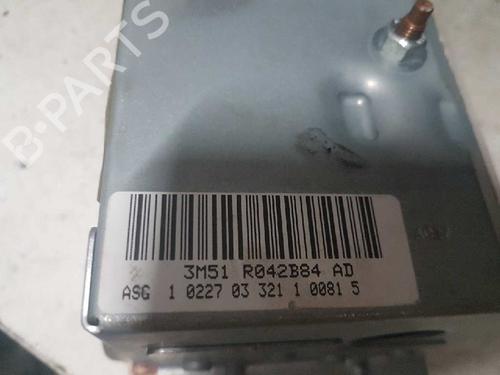 B-PARTS
3M51 R042B84 AD
ASG 1 0227 03 321 1 0081 5